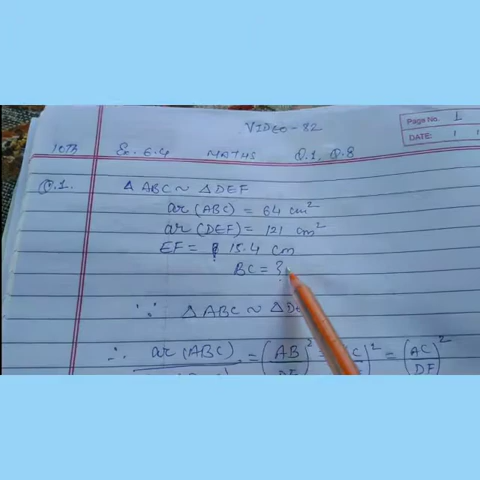 VIDEO-82
Page No. 1
DATE:
10TH Ex. 6.4 MATHS Q.1, Q.8
Q.1. Δ ABC ~ Δ DEF
ar (ABC) = 64 cm²
ar (DEF) = 121 cm²
EF = 15.4 cm
BC = ?
∵ Δ ABC ~ Δ DE
∴ ar (ABC) = (AB/DE)² = C)² = (AC/DF)²